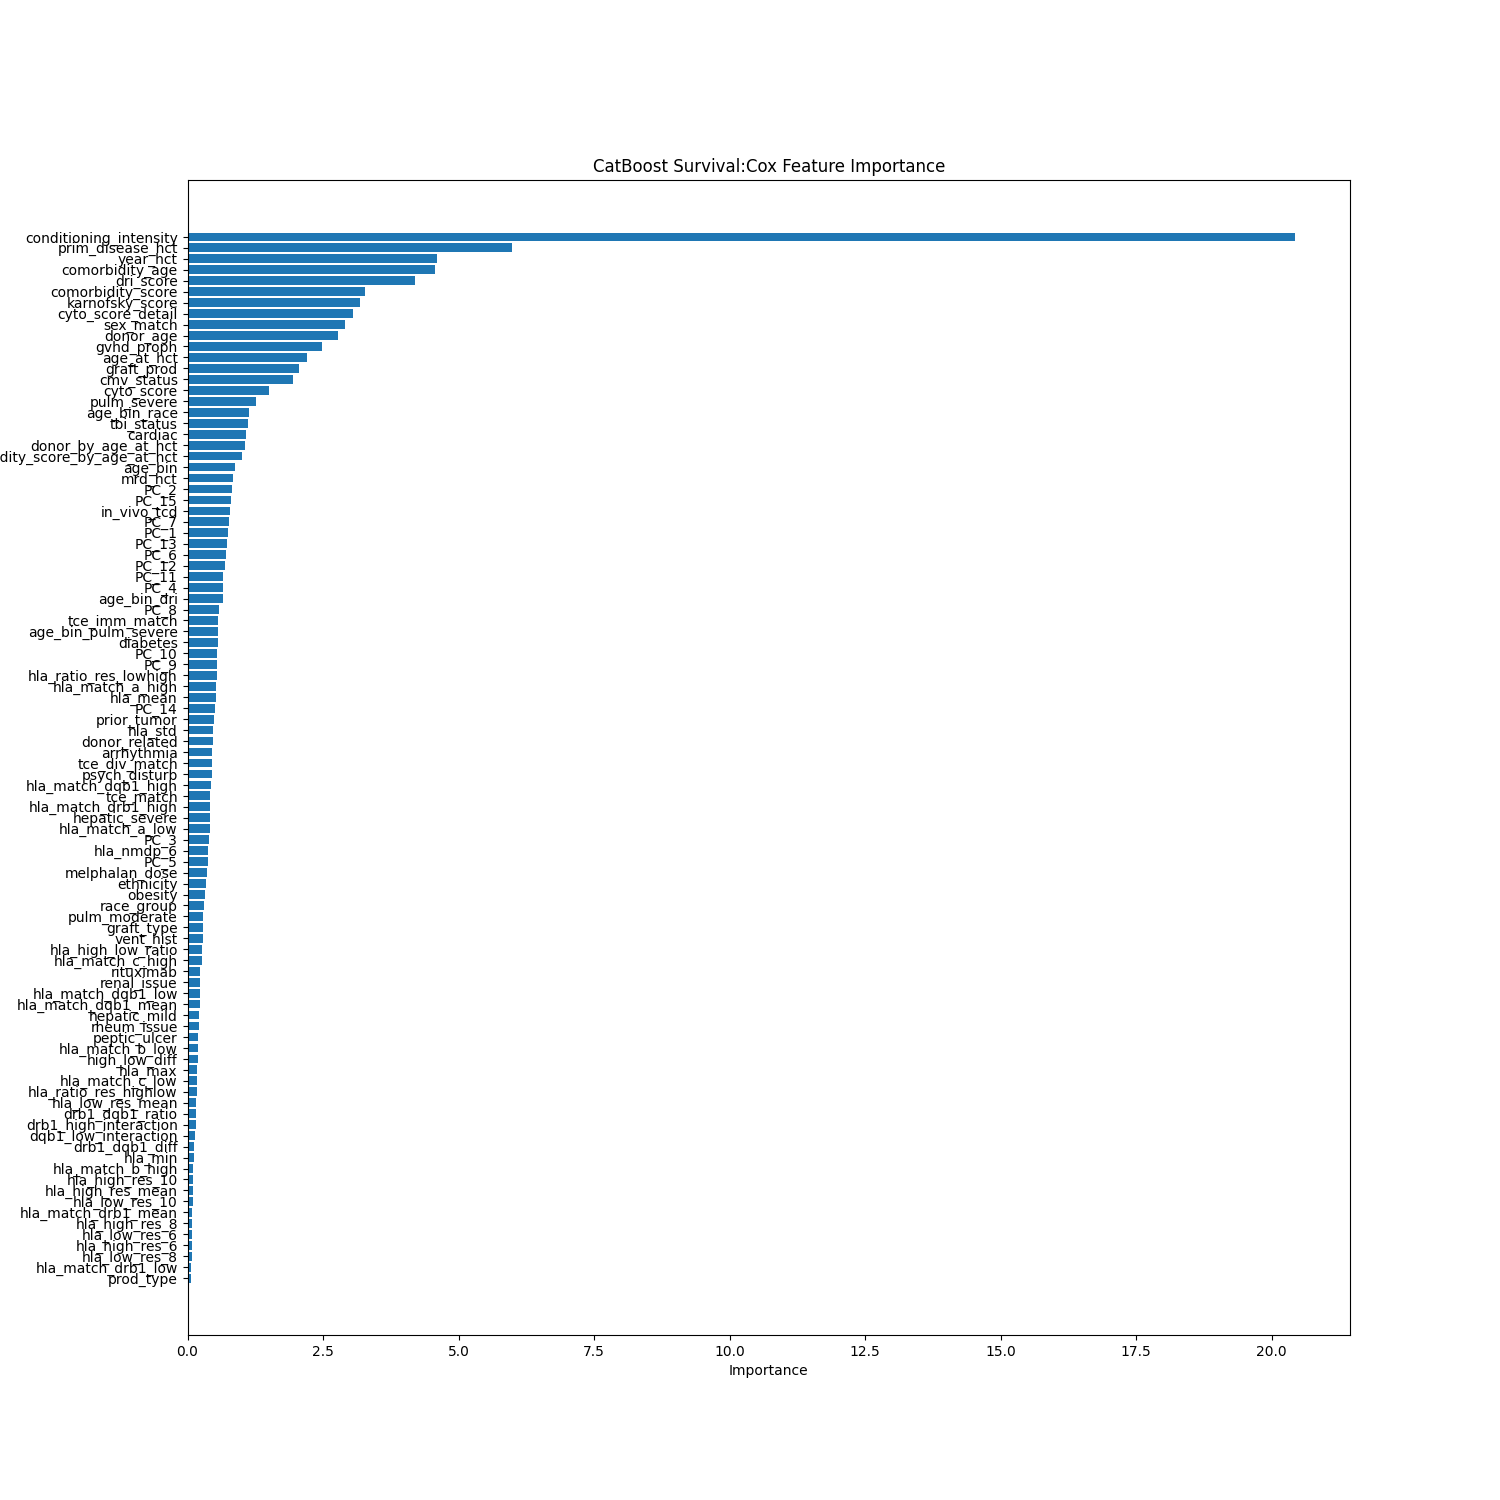 CatBoost Survival:Cox Feature Importance
conditioning_intensity
prim_disease_hct
year_hct
comorbidity_age
dri_score
comorbidity_score
karnofsky_score
cyto_score_detail
sex_match
donor_age
gvhd_proph
age_at_hct
graft_prod
cmv_status
cyto_score
pulm_severe
age_bin_race
tbi_status
cardiac
donor_by_age_at_hct
dity_score_by_age_at_hct
age_bin
mrd_hct
PC_2
PC_15
in_vivo_tcd
PC_7
PC_1
PC_13
PC_6
PC_12
PC_11
PC_4
age_bin_dri
PC_8
tce_imm_match
age_bin_pulm_severe
diabetes
PC_10
PC_9
hla_ratio_res_lowhigh
hla_match_a_high
hla_mean
PC_14
prior_tumor
hla_std
donor_related
arrhythmia
tce_div_match
psych_disturb
hla_match_dqb1_high
tce_match
hla_match_drb1_high
hepatic_severe
hla_match_a_low
PC_3
hla_nmdp_6
PC_5
melphalan_dose
ethnicity
obesity
race_group
pulm_moderate
graft_type
vent_hist
hla_high_low_ratio
hla_match_c_high
rituximab
renal_issue
hla_match_dqb1_low
hla_match_dqb1_mean
hepatic_mild
rheum_issue
peptic_ulcer
hla_match_b_low
high_low_diff
hla_max
hla_match_c_low
hla_ratio_res_highlow
hla_low_res_mean
drb1_dqb1_ratio
drb1_high_interaction
dqb1_low_interaction
drb1_dqb1_diff
hla_min
hla_match_b_high
hla_high_res_10
hla_high_res_mean
hla_low_res_10
hla_match_drb1_mean
hla_high_res_8
hla_low_res_6
hla_high_res_6
hla_low_res_8
hla_match_drb1_low
prod_type
0.0 2.5 5.0 7.5 10.0 12.5 15.0 17.5 20.0
Importance